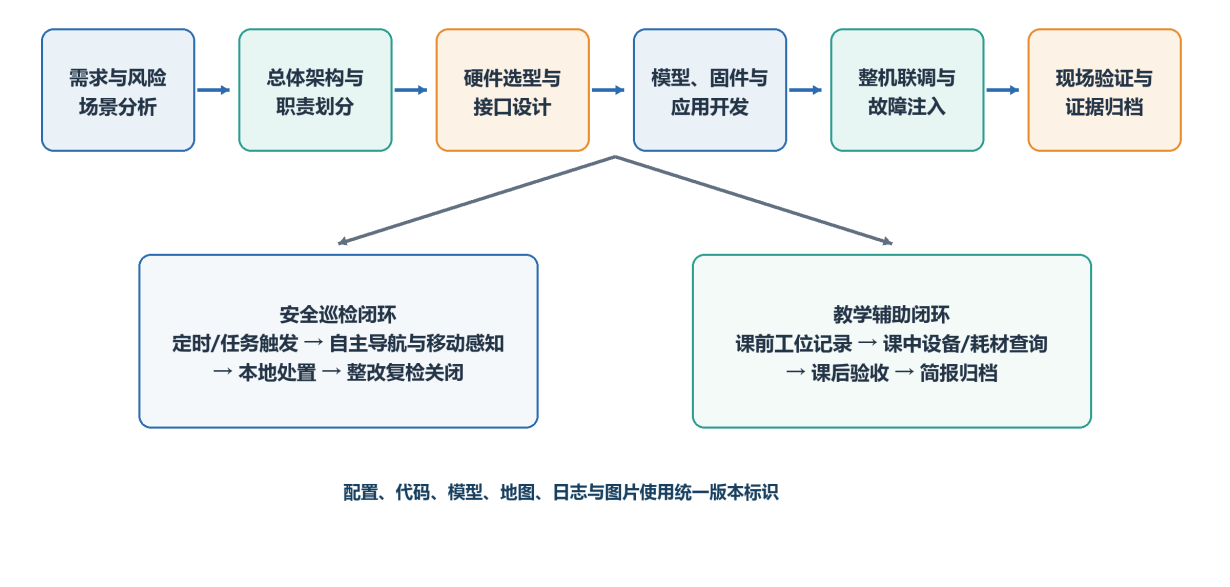 需求与风险
场景分析
总体架构与
职责划分
硬件选型与
接口设计
模型、固件与
应用开发
整机联调与
故障注入
现场验证与
证据归档
安全巡检闭环
定时/任务触发 → 自主导航与移动感知
→ 本地处置 → 整改复检关闭
教学辅助闭环
课前工位记录 → 课中设备/耗材查询
→ 课后验收 → 简报归档
配置、代码、模型、地图、日志与图片使用统一版本标识